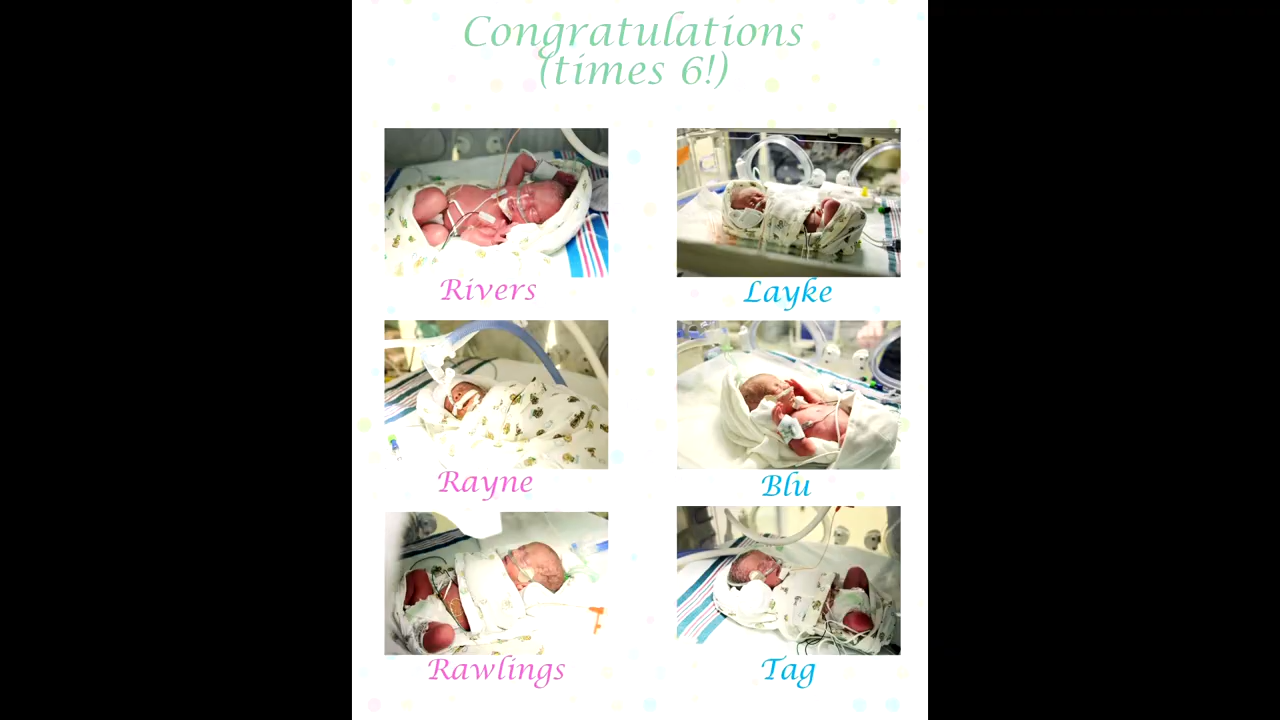 Congratulations
(times 6!)
Rivers
Layke
Rayne
Blu
Rawlings
Tag